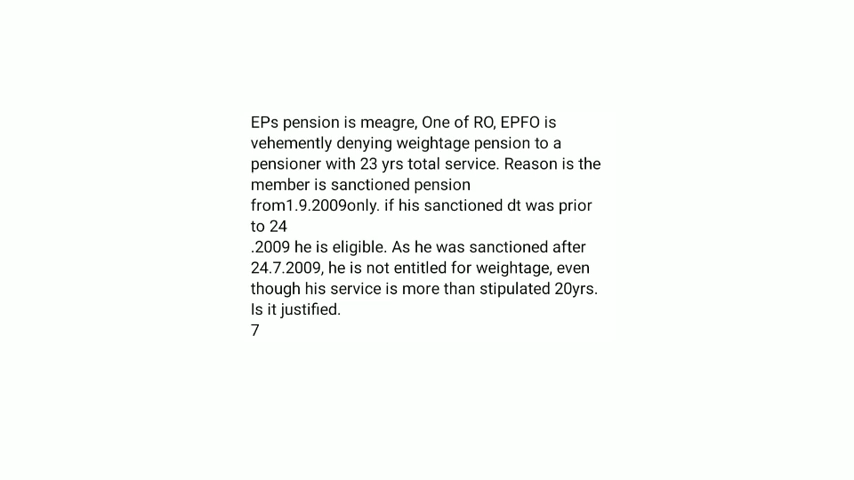 EPs pension is meagre, One of RO, EPFO is
vehemently denying weightage pension to a
pensioner with 23 yrs total service. Reason is the
member is sanctioned pension
from1.9.2009only. if his sanctioned dt was prior
to 24
.2009 he is eligible. As he was sanctioned after
24.7.2009, he is not entitled for weightage, even
though his service is more than stipulated 20yrs.
Is it justified.
7